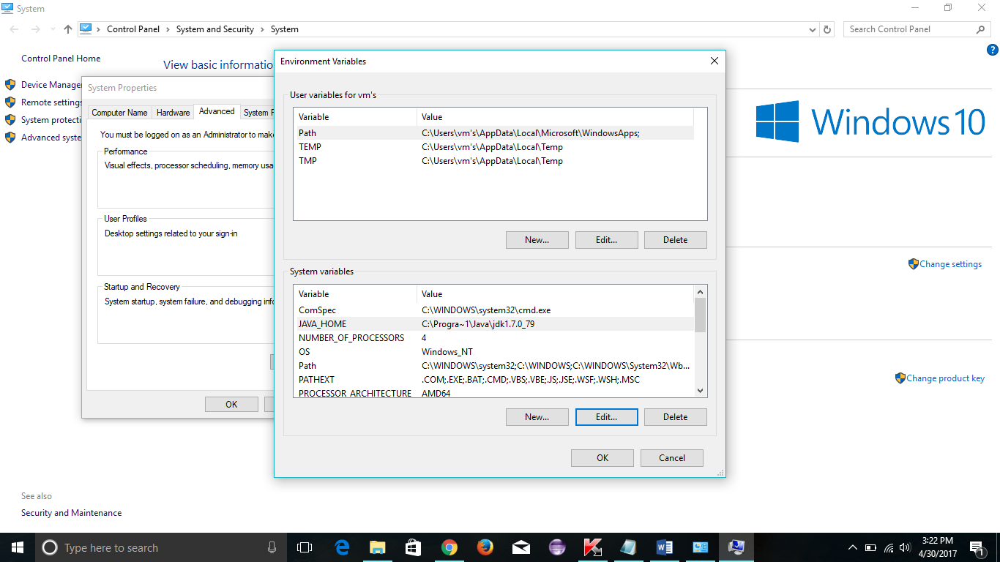 System
Control Panel > System and Security > System
Search Control Panel
Control Panel Home
View basic informatio
Device Manage
Remote settings
System protecti
Advanced syste
System Properties
Computer Name
Hardware
Advanced
System P
You must be logged on as an Administrator to mak
Performance
Visual effects, processor scheduling, memory usa
User Profiles
Desktop settings related to your sign-in
Startup and Recovery
System startup, system failure, and debugging info
OK
Environment Variables
User variables for vm's
Variable Value
Path C:\Users\vm's\AppData\Local\Microsoft\WindowsApps;
TEMP C:\Users\vm's\AppData\Local\Temp
TMP C:\Users\vm's\AppData\Local\Temp
New... Edit... Delete
System variables
Variable Value
ComSpec C:\WINDOWS\system32\cmd.exe
JAVA_HOME C:\Progra~1\Java\jdk1.7.0_79
NUMBER_OF_PROCESSORS 4
OS Windows_NT
Path C:\WINDOWS\system32;C:\WINDOWS;C:\WINDOWS\System32\Wb...
PATHEXT .COM;.EXE;.BAT;.CMD;.VBS;.VBE;.JS;.JSE;.WSF;.WSH;.MSC
PROCESSOR_ARCHITECTURE AMD64
New... Edit... Delete
OK Cancel
Windows 10
Change settings
Change product key
See also
Security and Maintenance
Type here to search
3:22 PM
4/30/2017
1